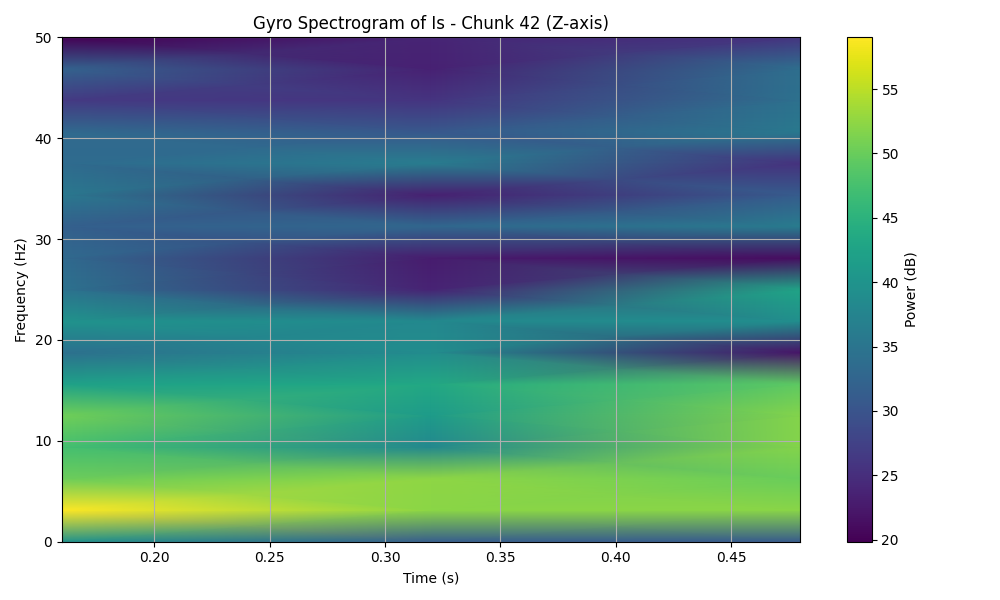 Gyro Spectrogram of Is - Chunk 42 (Z-axis)
Frequency (Hz)
50
40
30
20
10
0
0.20 0.25 0.30 0.35 0.40 0.45
Time (s)
55
50
45
40
35
30
25
20
Power (dB)